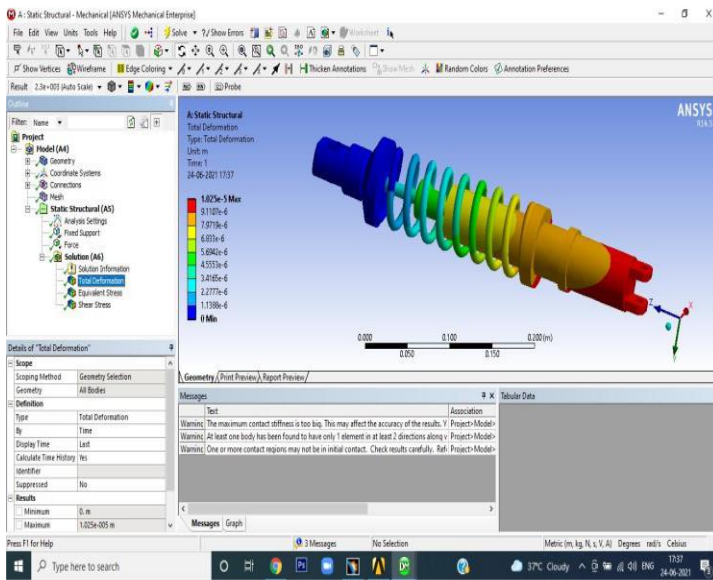 A : Static Structural - Mechanical [ANSYS Mechanical Enterprise]
File Edit View Units Tools Help Solve ?/Show Errors Worksheet
Show Vertices Wireframe Edge Coloring Thicken Annotations Show Mesh Random Colors Annotation Preferences
Result 2.3e+003 (Auto Scale) Probe
Outline
Filter: Name
Project
Model (A4)
Geometry
Coordinate Systems
Connections
Mesh
Static Structural (A5)
Analysis Settings
Fixed Support
Force
Solution (A6)
Solution Information
Total Deformation
Equivalent Stress
Shear Stress
A: Static Structural
Total Deformation
Type: Total Deformation
Unit: m
Time: 1
24-06-2021 17:37
1.025e-5 Max
9.1107e-6
7.9719e-6
6.833e-6
5.6942e-6
4.5553e-6
3.4165e-6
2.2777e-6
1.1388e-6
0 Min
ANSYS
R14.5
Z
X
Y
0.000 0.100 0.200 (m)
0.050 0.150
Geometry Print Preview Report Preview
Details of "Total Deformation"
Scope
Scoping Method Geometry Selection
Geometry All Bodies
Definition
Type Total Deformation
By Time
Display Time Last
Calculate Time History Yes
Identifier
Suppressed No
Results
Minimum 0. m
Maximum 1.025e-005 m
Messages
Text Association
Warning The maximum contact stiffness is too big. This may affect the accuracy of the results. Y Project>Model>
Warning At least one body has been found to have only 1 element in at least 2 directions along v Project>Model>
Warning One or more contact regions may not be in initial contact. Check results carefully. Refe Project>Model>
Messages Graph
Tabular Data
Press F1 for Help 3 Messages No Selection Metric (m, kg, N, s, V, A) Degrees rad/s Celsius
Type here to search
37°C Cloudy ENG 17:37
24-06-2021